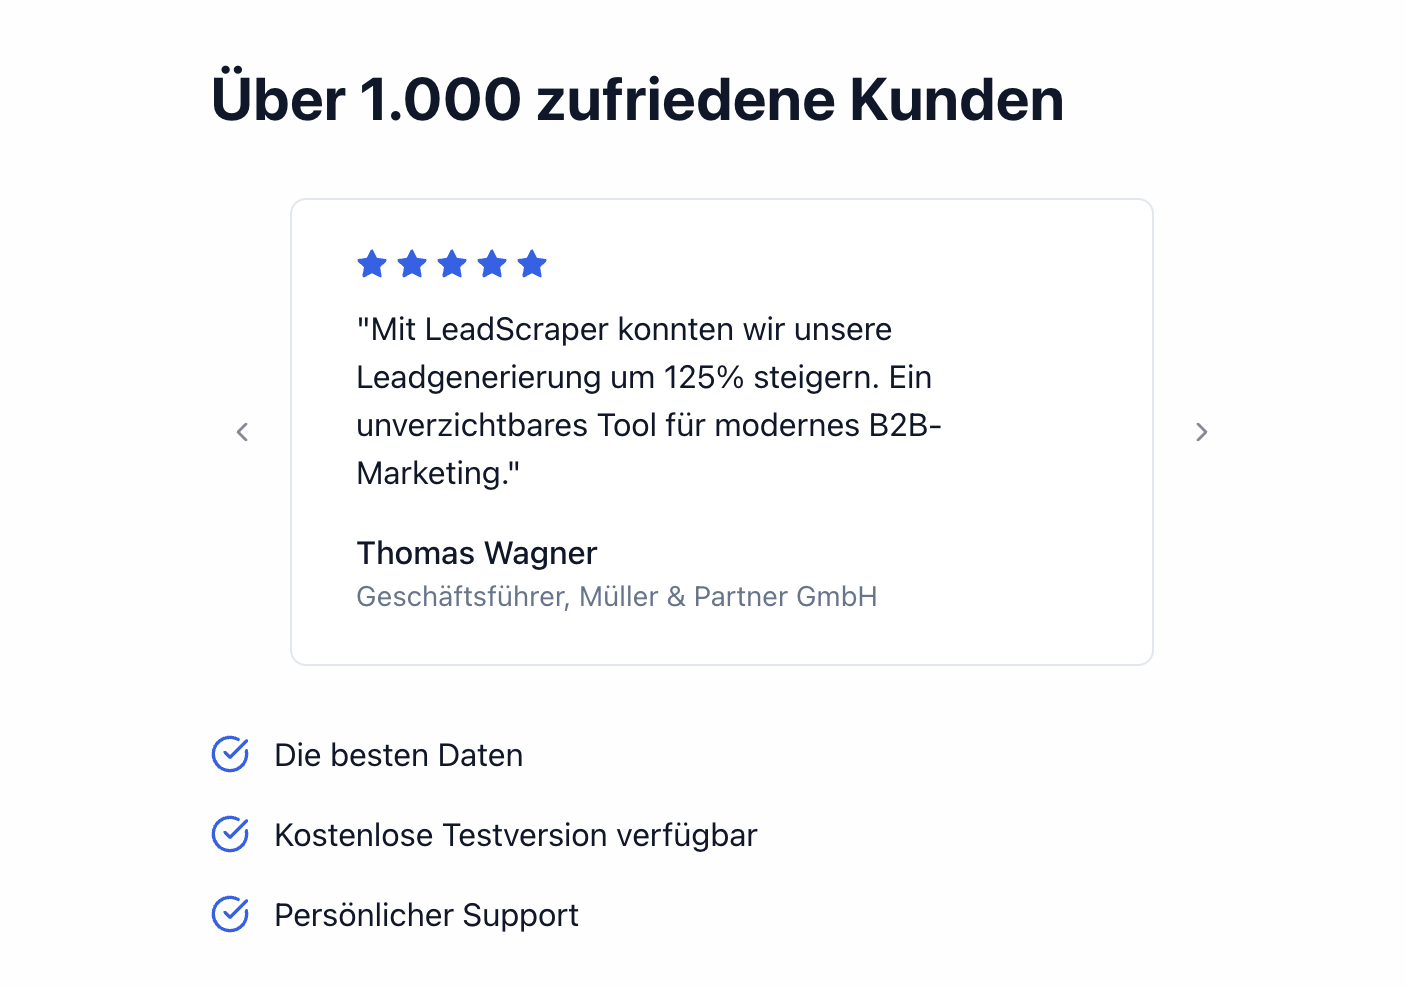 Über 1.000 zufriedene Kunden
"Mit LeadScraper konnten wir unsere
Leadgenerierung um 125% steigern. Ein
unverzichtbares Tool für modernes B2B-
Marketing."
Thomas Wagner
Geschäftsführer, Müller & Partner GmbH
Die besten Daten
Kostenlose Testversion verfügbar
Persönlicher Support